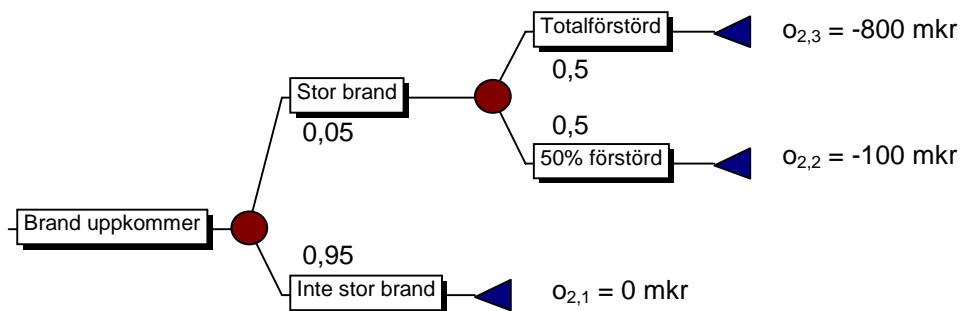 Totalförstörd
o2,3 = -800 mkr
0,5
Stor brand
0,05
0,5
50% förstörd
o2,2 = -100 mkr
Brand uppkommer
0,95
Inte stor brand
o2,1 = 0 mkr